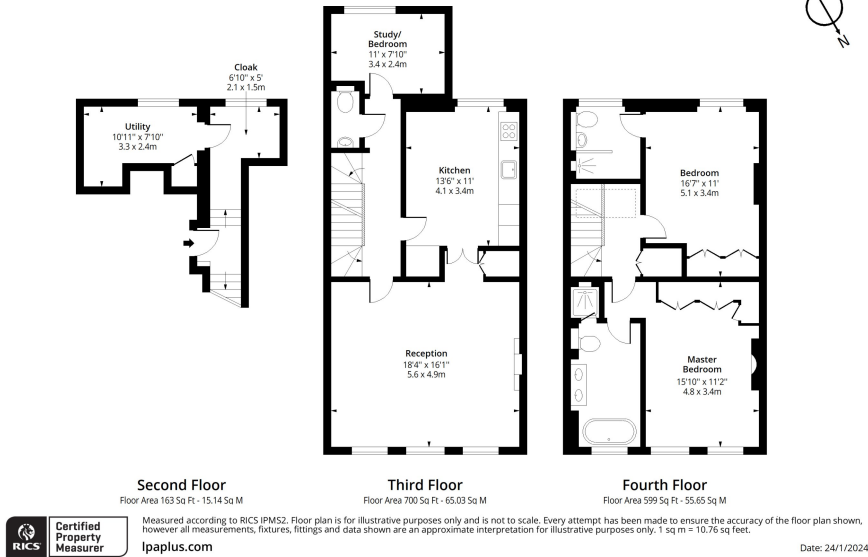 N
Study/
Bedroom
11' x 7'10"
3.4 x 2.4m
Cloak
6'10" x 5'
2.1 x 1.5m
Utility
10'11" x 7'10"
3.3 x 2.4m
Kitchen
13'6" x 11'
4.1 x 3.4m
Bedroom
16'7" x 11'
5.1 x 3.4m
Reception
18'4" x 16'1"
5.6 x 4.9m
Master
Bedroom
15'10" x 11'2"
4.8 x 3.4m
Second Floor
Floor Area 163 Sq Ft - 15.14 Sq M
Third Floor
Floor Area 700 Sq Ft - 65.03 Sq M
Fourth Floor
Floor Area 599 Sq Ft - 55.65 Sq M
RICS
Certified
Property
Measurer
Measured according to RICS IPMS2. Floor plan is for illustrative purposes only and is not to scale. Every attempt has been made to ensure the accuracy of the floor plan shown,
however all measurements, fixtures, fittings and data shown are an approximate interpretation for illustrative purposes only. 1 sq m = 10.76 sq feet.
lpaplus.com
Date: 24/1/2024